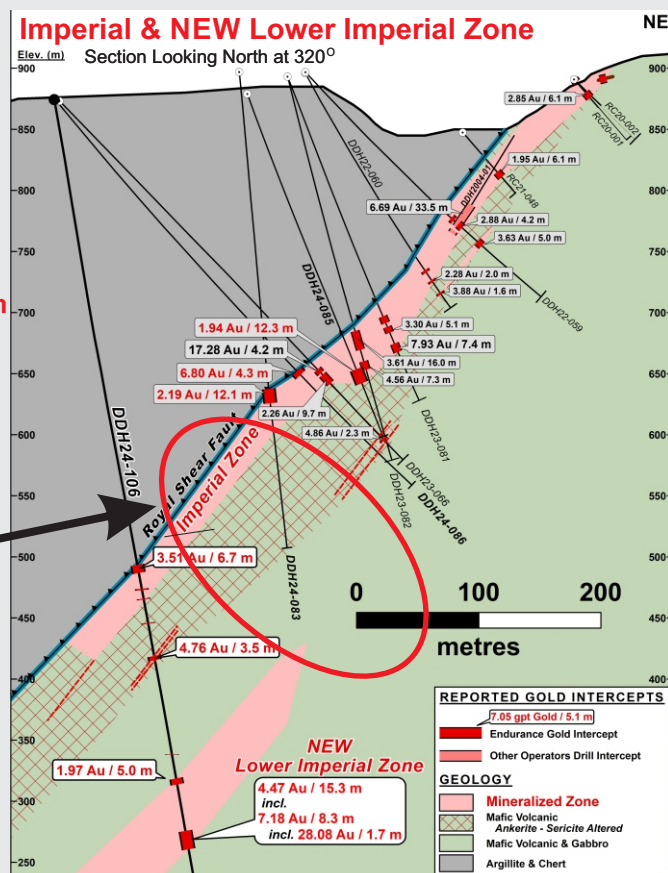 Imperial & NEW Lower Imperial Zone
NE
Elev. (m)
Section Looking North at 320°
900
850
800
750
700
650
600
550
500
450
400
350
300
250
900
850
800
750
700
650
600
550
500
450
400
2.85 Au / 6.1 m
RC20-002
RC20-001
DDH22-060
DDH2004-01
1.95 Au / 6.1 m
RC21-048
6.69 Au / 33.5 m
2.88 Au / 4.2 m
3.63 Au / 5.0 m
2.28 Au / 2.0 m
3.88 Au / 1.6 m
DDH22-059
DDH24-085
1.94 Au / 12.3 m
3.30 Au / 5.1 m
17.28 Au / 4.2 m
7.93 Au / 7.4 m
3.61 Au / 16.0 m
6.80 Au / 4.3 m
4.56 Au / 7.3 m
2.19 Au / 12.1 m
2.26 Au / 9.7 m
4.86 Au / 2.3 m
DDH23-081
DDH23-066
DDH24-086
DDH23-082
DDH24-106
Royal Shear Fault
Imperial Zone
3.51 Au / 6.7 m
DDH24-083
0 100 200
metres
4.76 Au / 3.5 m
NEW
Lower Imperial Zone
1.97 Au / 5.0 m
4.47 Au / 15.3 m
incl.
7.18 Au / 8.3 m
incl. 28.08 Au / 1.7 m
REPORTED GOLD INTERCEPTS
7.05 gpt Gold / 5.1 m
Endurance Gold Intercept
Other Operators Drill Intercept
GEOLOGY
Mineralized Zone
Mafic Volcanic
Ankerite - Sericite Altered
Mafic Volcanic & Gabbro
Argillite & Chert